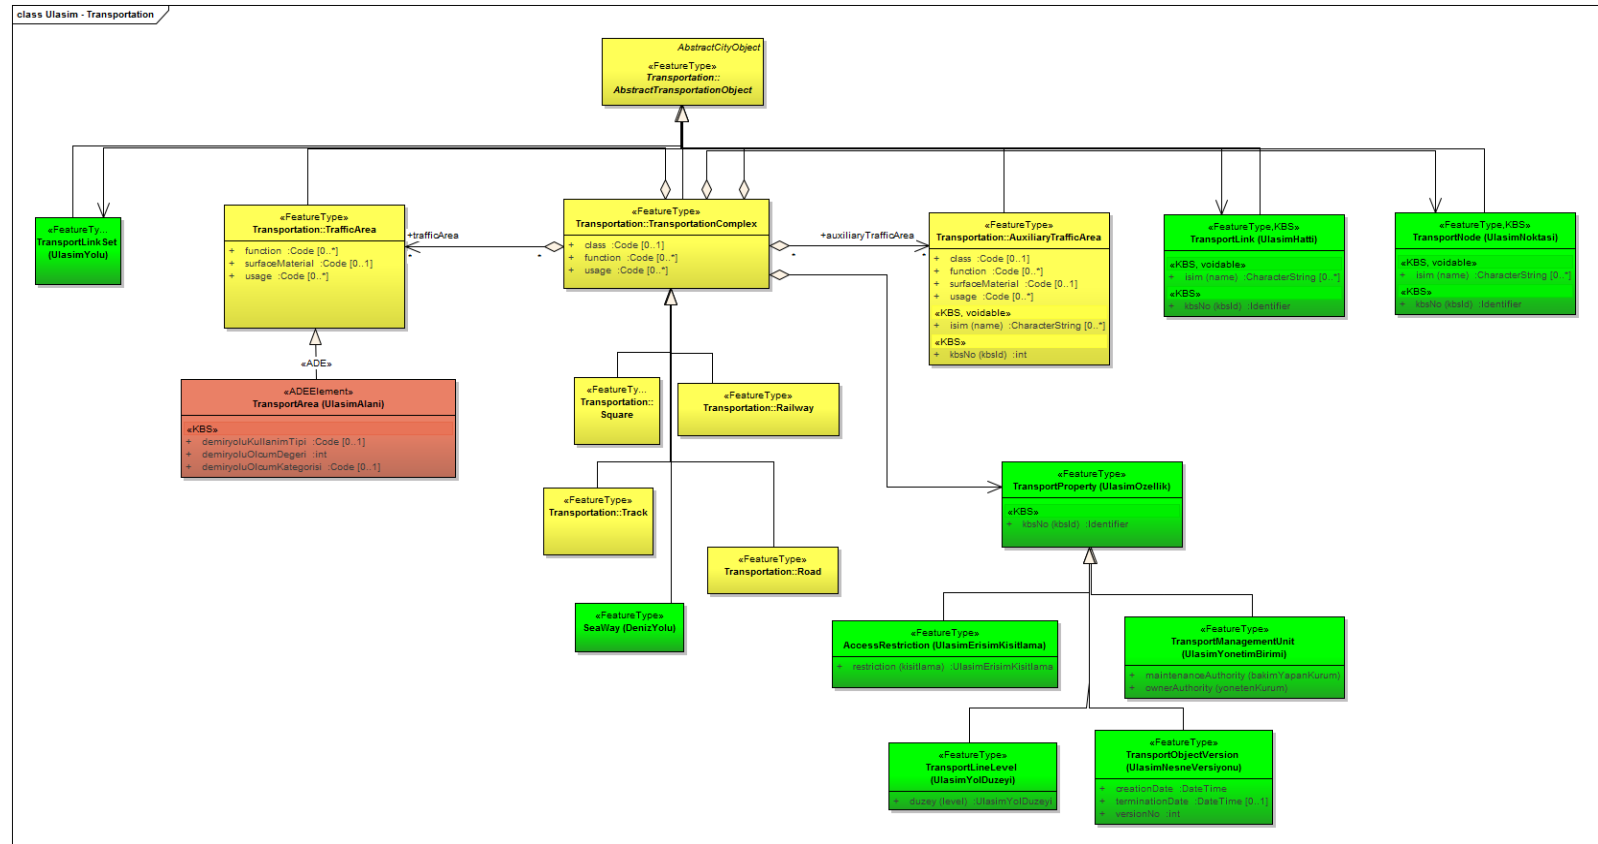 class Ulasim - Transportation
AbstractCityObject
«FeatureType»
Transportation::
AbstractTransportationObject
«FeatureTy...
TransportLinkSet
(UlasimYolu)
«FeatureType»
Transportation::TrafficArea
+ function :Code [0..*]
+ surfaceMaterial :Code [0..1]
+ usage :Code [0..*]
+trafficArea
*
*
«FeatureType»
Transportation::TransportationComplex
+ class :Code [0..1]
+ function :Code [0..*]
+ usage :Code [0..*]
+auxiliaryTrafficArea
*
*
«FeatureType»
Transportation::AuxiliaryTrafficArea
+ class :Code [0..1]
+ function :Code [0..*]
+ surfaceMaterial :Code [0..1]
+ usage :Code [0..*]
«KBS, voidable»
+ isim (name) :CharacterString [0..*]
«KBS»
+ kbsNo (kbsId) :int
«FeatureType,KBS»
TransportLink (UlasimHatti)
«KBS, voidable»
+ isim (name) :CharacterString [0..*]
«KBS»
+ kbsNo (kbsId) :Identifier
«FeatureType,KBS»
TransportNode (UlasimNoktasi)
«KBS, voidable»
+ isim (name) :CharacterString [0..*]
«KBS»
+ kbsNo (kbsId) :Identifier
«ADE»
«ADEElement»
TransportArea (UlasimAlani)
«KBS»
+ demiryoluKullanimTipi :Code [0..1]
+ demiryoluOlcumDegeri :int
+ demiryoluOlcumKategorisi :Code [0..1]
«FeatureTy...
Transportation::
Square
«FeatureType»
Transportation::Railway
«FeatureType»
Transportation::Track
«FeatureType»
Transportation::Road
«FeatureType»
SeaWay (DenizYolu)
«FeatureType»
TransportProperty (UlasimOzellik)
«KBS»
+ kbsNo (kbsId) :Identifier
«FeatureType»
AccessRestriction (UlasimErisimKisitlama)
+ restriction (kisitlama) :UlasimErisimKisitlama
«FeatureType»
TransportManagementUnit
(UlasimYonetimBirimi)
+ maintenanceAuthority (bakimYapanKurum)
+ ownerAuthority (yonetenKurum)
«FeatureType»
TransportLineLevel
(UlasimYolDuzeyi)
+ duzey (level) :UlasimYolDuzeyi
«FeatureType»
TransportObjectVersion
(UlasimNesneVersiyonu)
+ creationDate :DateTime
+ terminationDate :DateTime [0..1]
+ versionNo :int